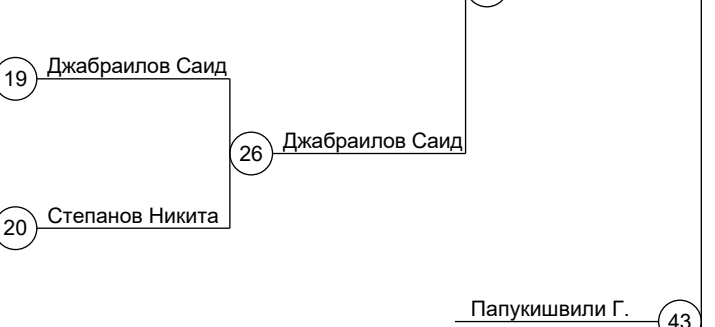 19 Джабраилов Саид
26 Джабраилов Саид
20 Степанов Никита
Папукишвили Г. 43